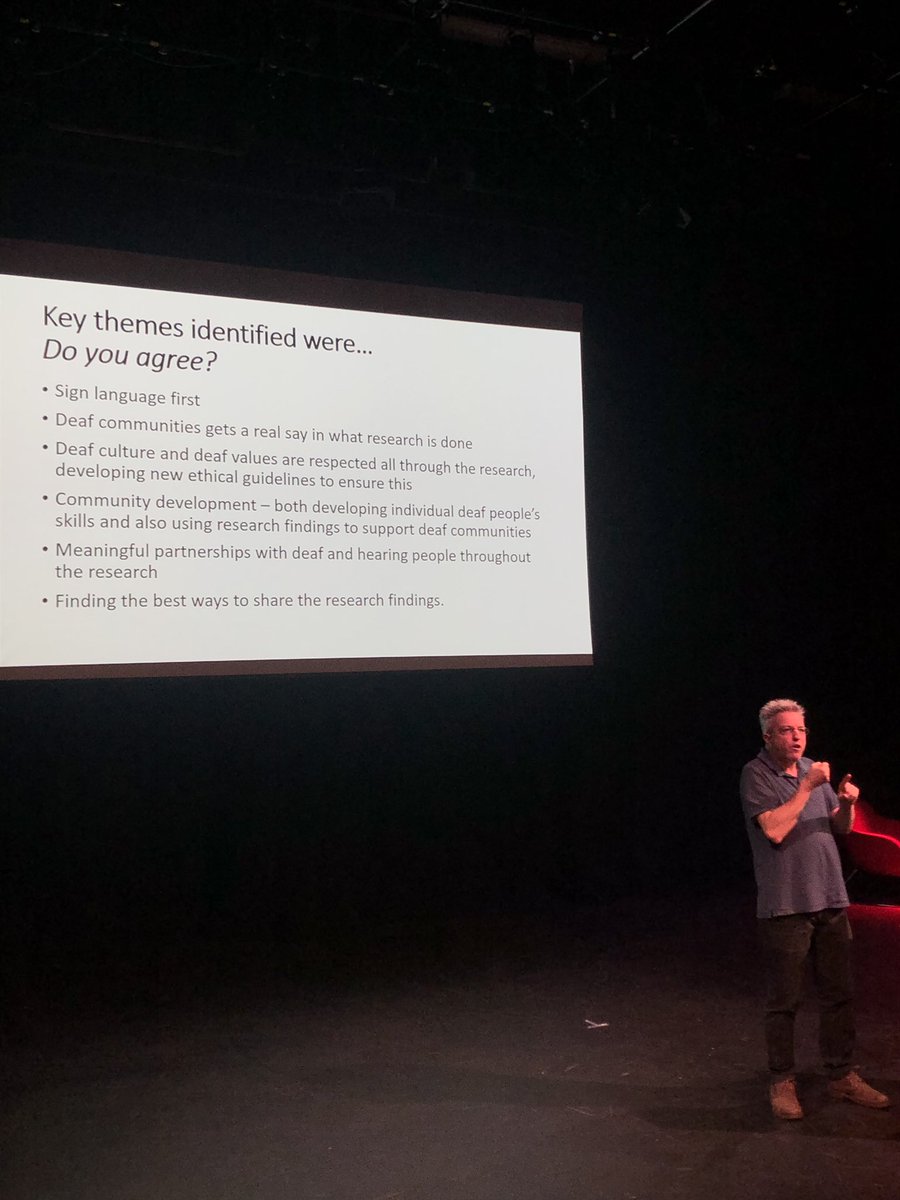 Key themes identified were...
Do you agree?
• Sign language first
• Deaf communities gets a real say in what research is done
• Deaf culture and deaf values are respected all through the research,
developing new ethical guidelines to ensure this
• Community development – both developing individual deaf people's
skills and also using research findings to support deaf communities
• Meaningful partnerships with deaf and hearing people throughout
the research
• Finding the best ways to share the research findings.